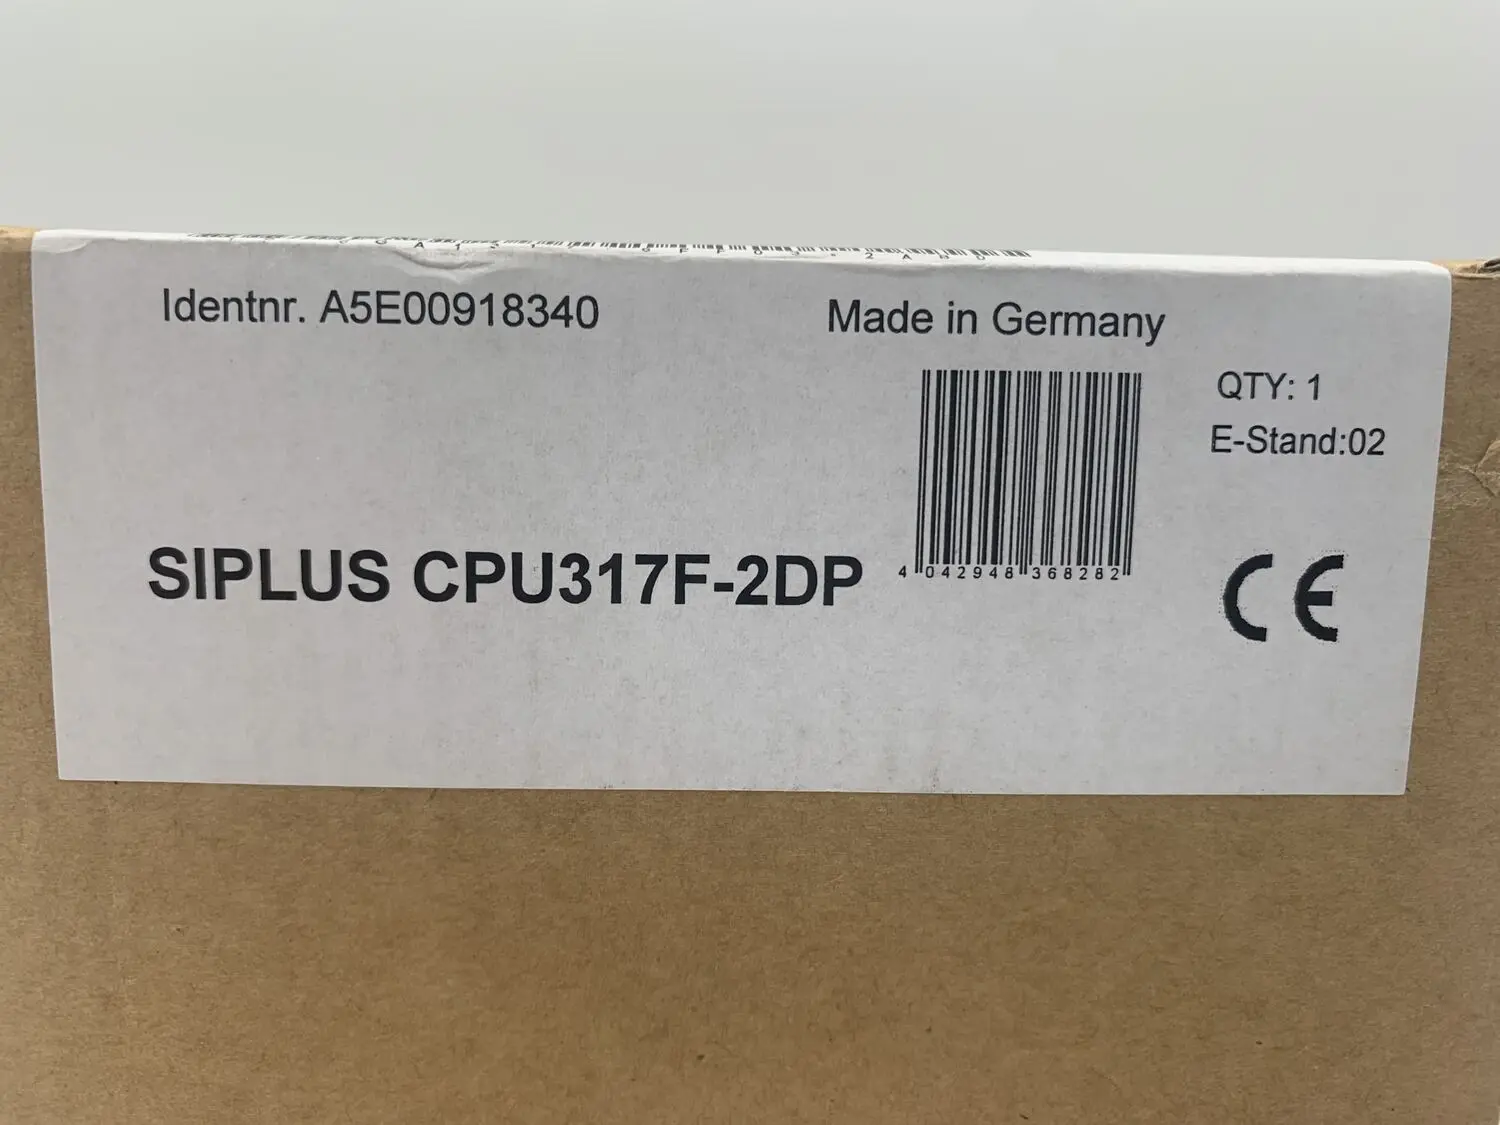 Identnr. A5E00918340
Made in Germany
QTY: 1
E-Stand:02
SIPLUS CPU317F-2DP
4 042948 368282
CE